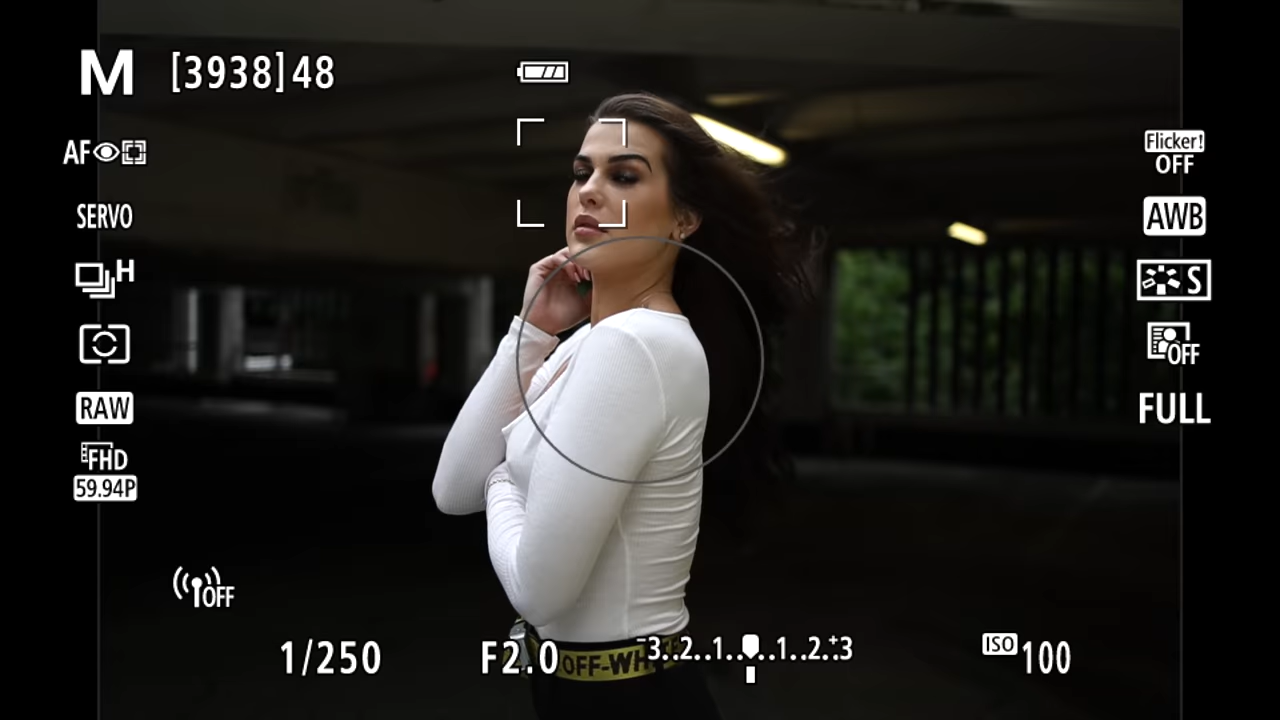 M [3938]48
AF
SERVO
H
RAW
FHD
59.94P
OFF
Flicker!
OFF
AWB
S
OFF
FULL
OFF-WH
1/250 F2.0 -3..2..1.. ..1..2..+3 ISO 100